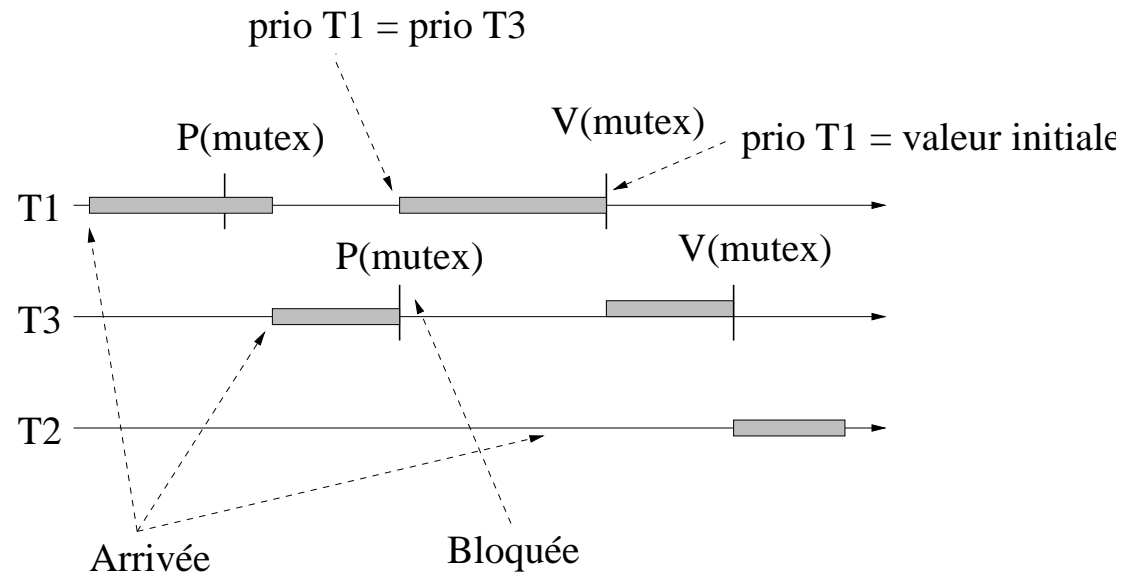 prio T1 = prio T3
V(mutex)
P(mutex)
prio T1 = valeur initiale
T1
P(mutex)
V(mutex)
T3
T2
Arrivée
Bloquée